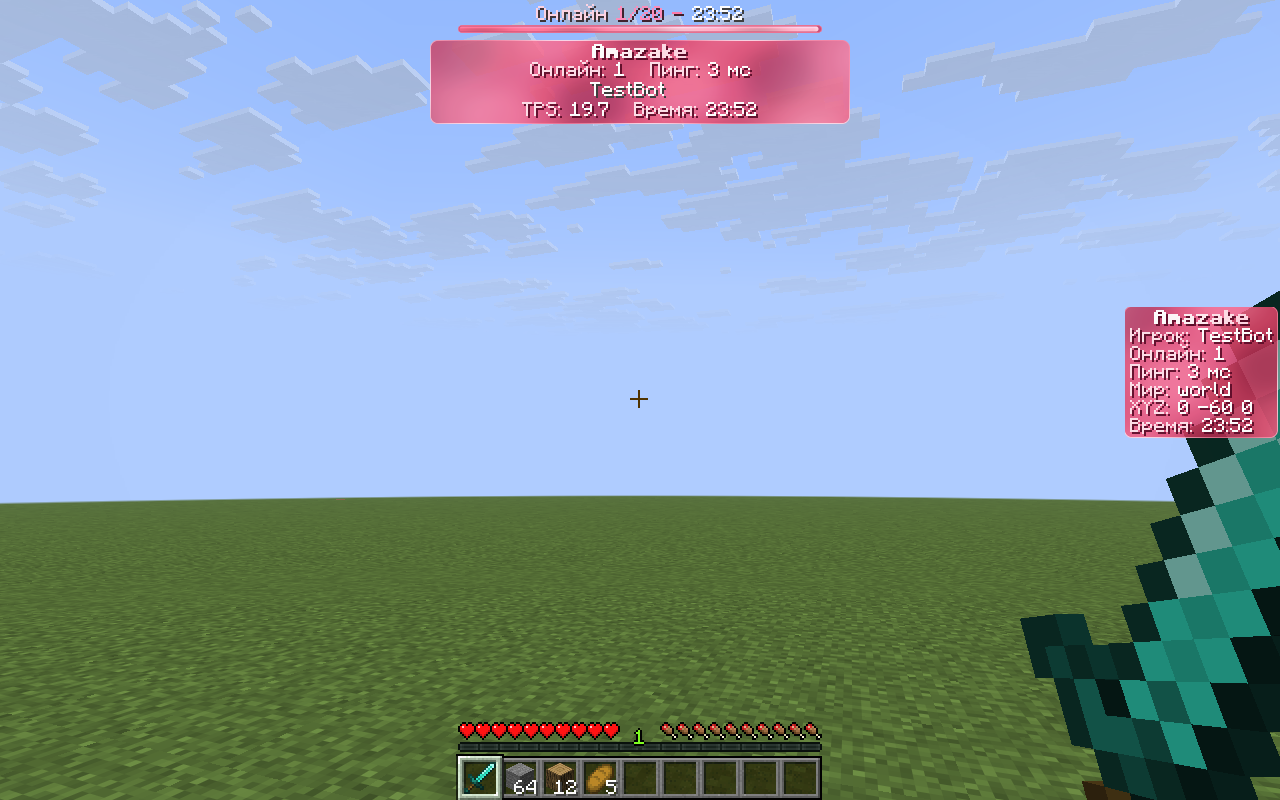 Онлайн 1/20 - 23:52
Amazake
Онлайн: 1 Пинг: 3 мс
TestBot
TPS: 19.7 Время: 23:52
Amazake
Игрок: TestBot
Онлайн: 1
Пинг: 3 мс
Мир: world
XYZ: 0 -60 0
Время: 23:52
1
64 12 5